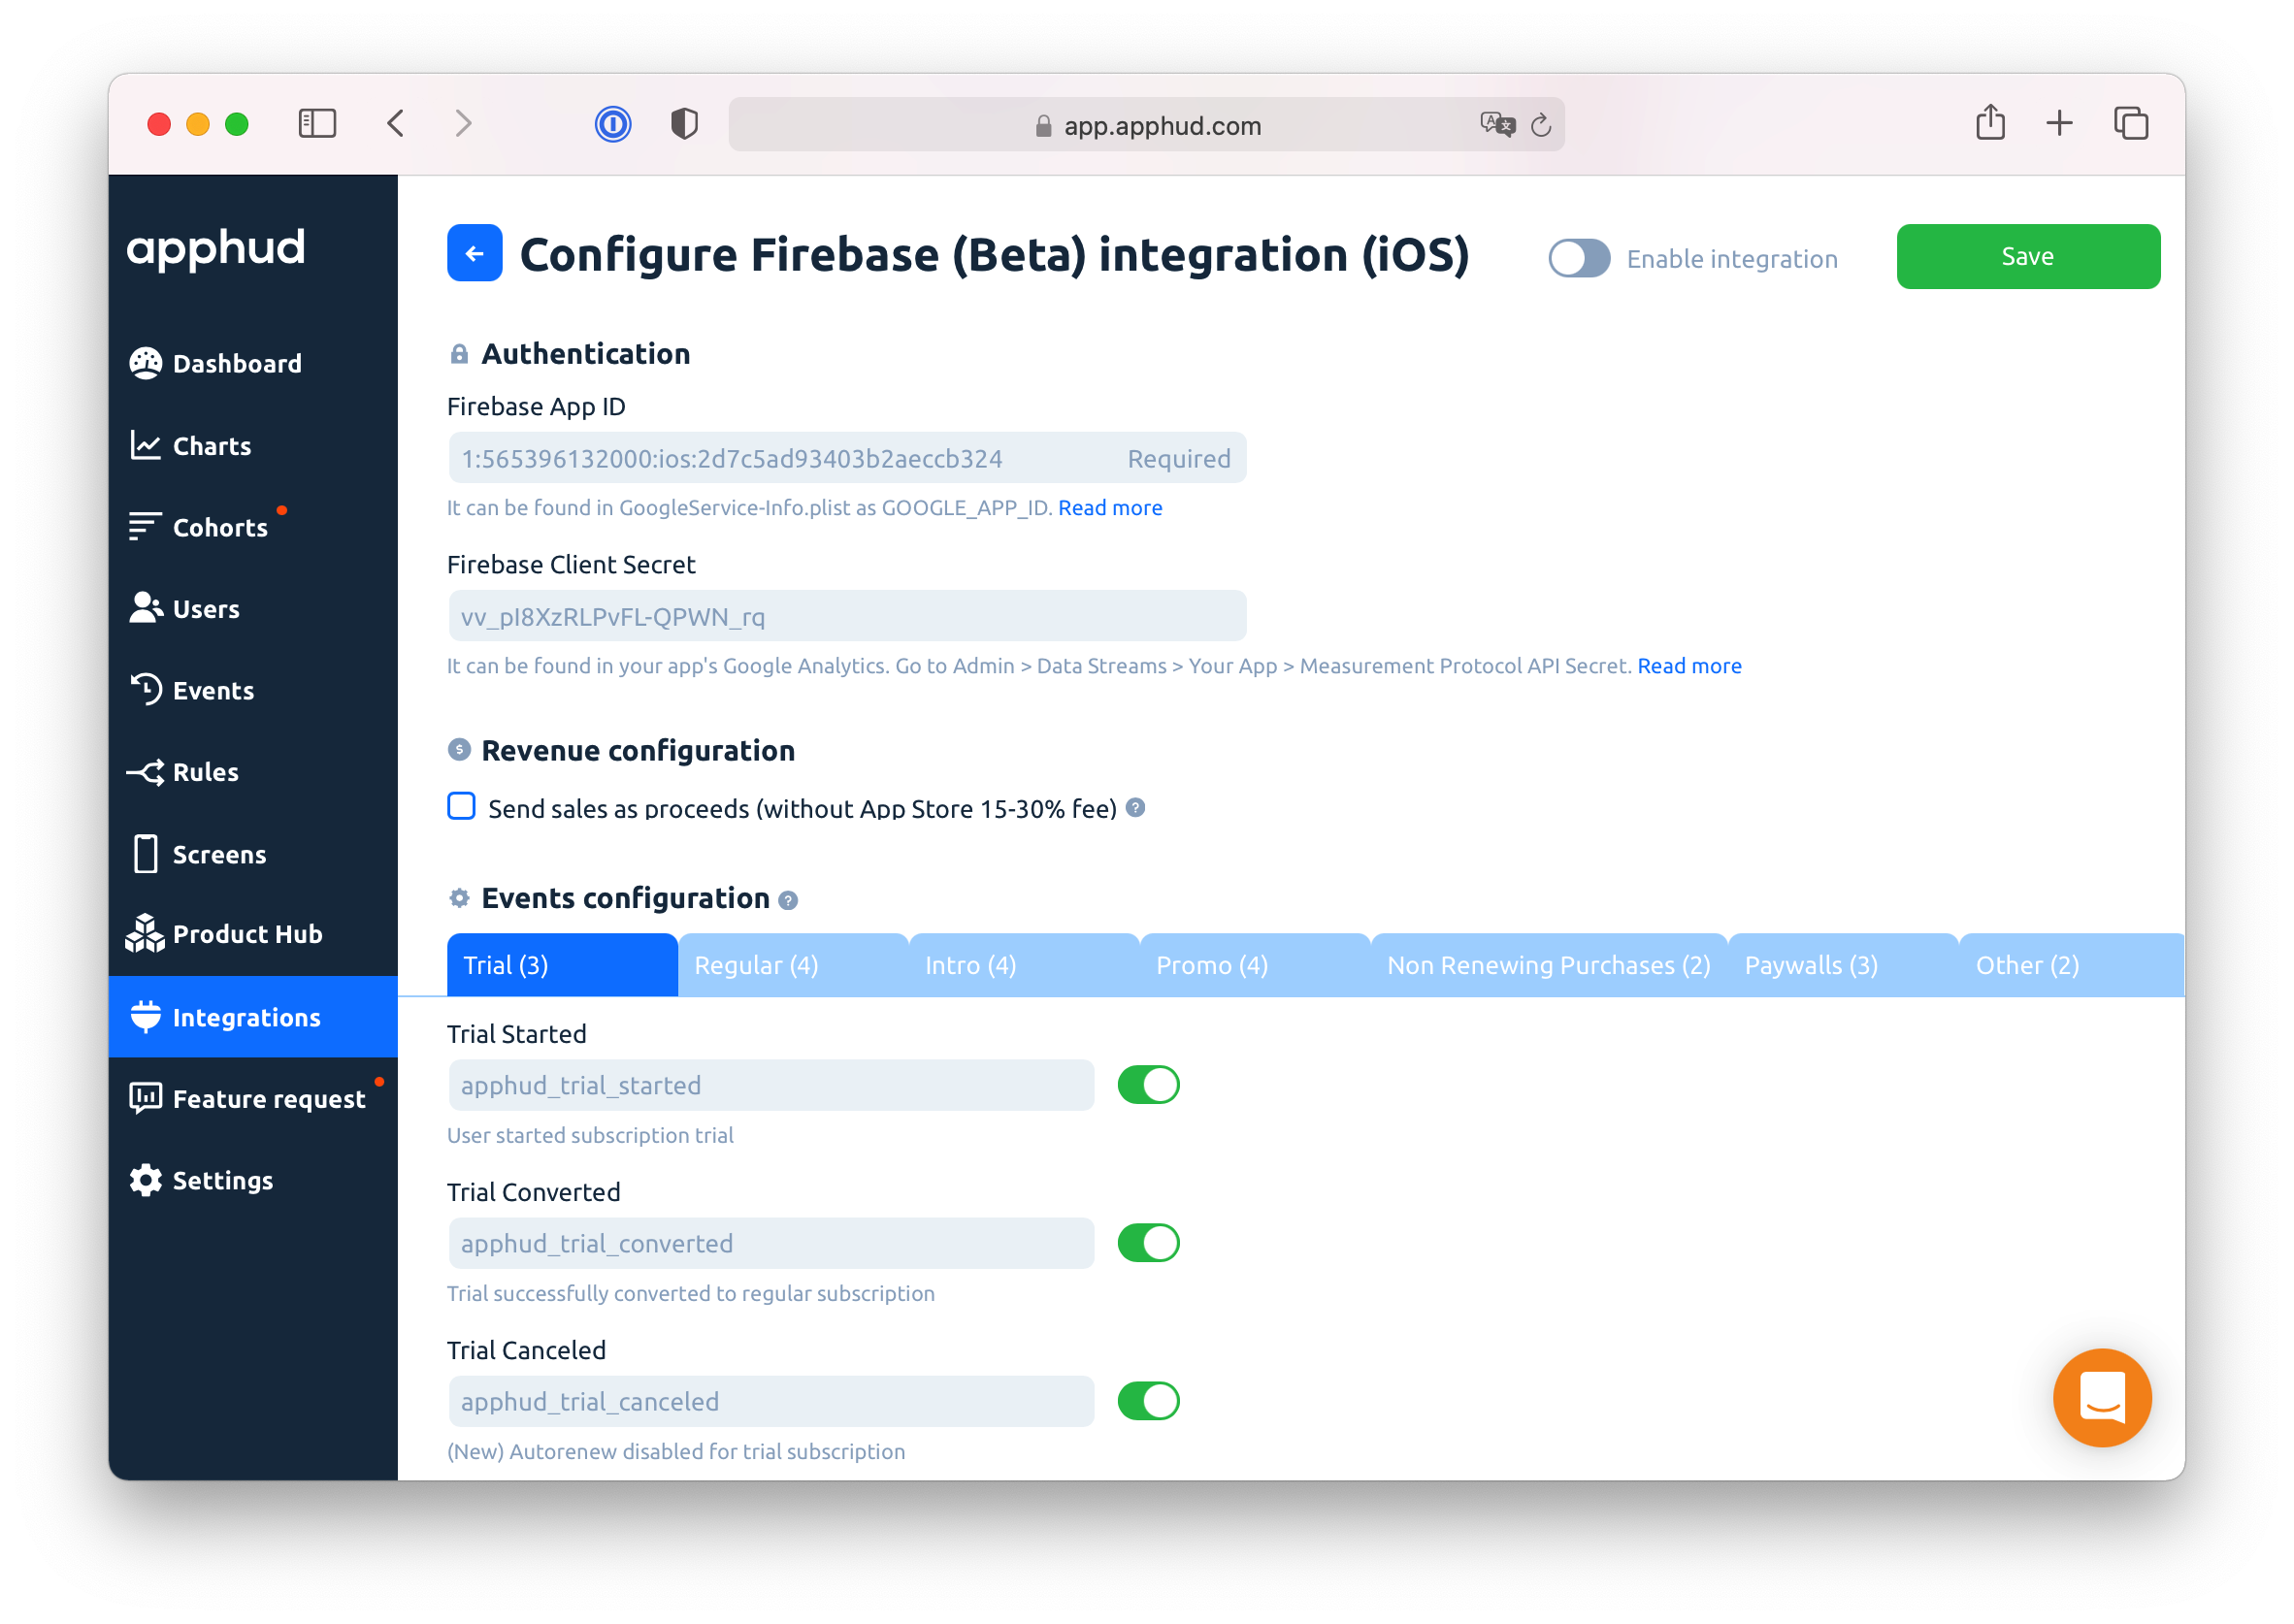 app.apphud.com
apphud
Dashboard
Charts
Cohorts
Users
Events
Rules
Screens
Product Hub
Integrations
Feature request
Settings
Configure Firebase (Beta) integration (iOS)
Enable integration
Save
Authentication
Firebase App ID
1:565396132000:ios:2d7c5ad93403b2aeccb324 Required
It can be found in GoogleService-Info.plist as GOOGLE_APP_ID. Read more
Firebase Client Secret
vv_pI8XzRLPvFL-QPWN_rq
It can be found in your app's Google Analytics. Go to Admin > Data Streams > Your App > Measurement Protocol API Secret. Read more
Revenue configuration
Send sales as proceeds (without App Store 15-30% fee)
Events configuration
Trial (3) Regular (4) Intro (4) Promo (4) Non Renewing Purchases (2) Paywalls (3) Other (2)
Trial Started
apphud_trial_started
User started subscription trial
Trial Converted
apphud_trial_converted
Trial successfully converted to regular subscription
Trial Canceled
apphud_trial_canceled
(New) Autorenew disabled for trial subscription